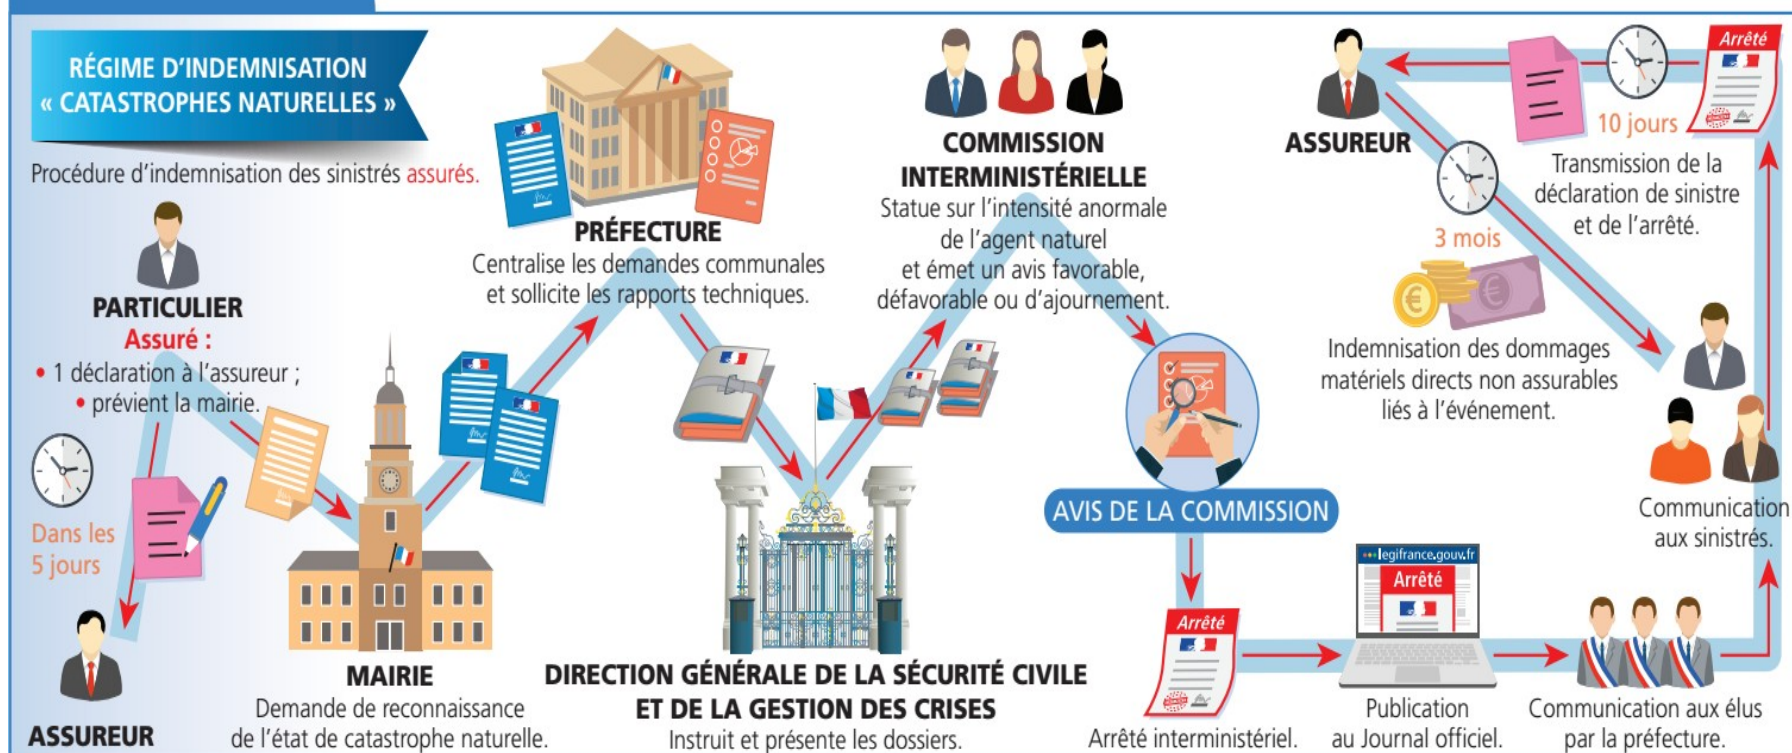 RÉGIME D'INDEMNISATION
« CATASTROPHES NATURELLES »
Procédure d'indemnisation des sinistrés assurés.
PARTICULIER
Assuré :
• 1 déclaration à l'assureur ;
• prévient la mairie.
Dans les
5 jours
ASSUREUR
MAIRIE
Demande de reconnaissance
de l'état de catastrophe naturelle.
PRÉFECTURE
Centralise les demandes communales
et sollicite les rapports techniques.
DIRECTION GÉNÉRALE DE LA SÉCURITÉ CIVILE
ET DE LA GESTION DES CRISES
Instruit et présente les dossiers.
COMMISSION
INTERMINISTÉRIELLE
Statue sur l'intensité anormale
de l'agent naturel
et émet un avis favorable,
défavorable ou d'ajournement.
AVIS DE LA COMMISSION
Arrêté
Arrêté interministériel.
legifrance.gouv.fr
Arrêté
Publication
au Journal officiel.
Communication aux élus
par la préfecture.
Communication
aux sinistrés.
Arrêté
10 jours
Transmission de la
déclaration de sinistre
et de l'arrêté.
ASSUREUR
3 mois
Indemnisation des dommages
matériels directs non assurables
liés à l'événement.